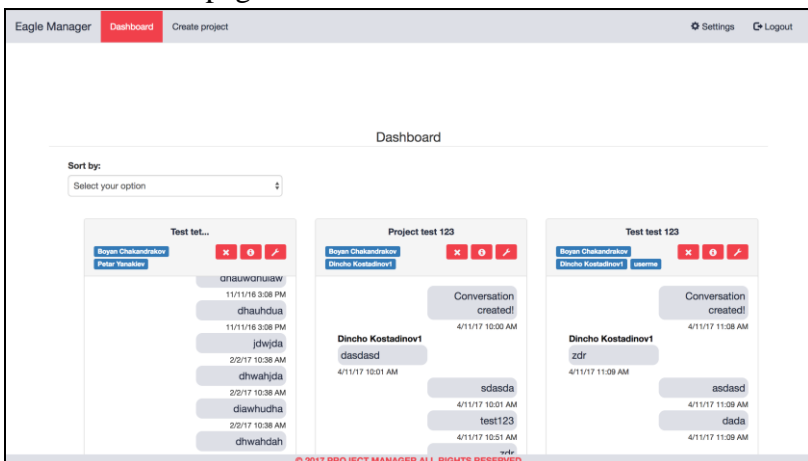 page
Eagle Manager Dashboard Create project Settings Logout
Dashboard
Sort by:
Select your option
Test tet...
Boyan Chakandrakov
Petar Yanakiev
dhauwdhuiaw
11/11/16 3:08 PM
dhauhdua
11/11/16 3:08 PM
jdwjda
2/2/17 10:38 AM
dhwahjda
2/2/17 10:38 AM
diawhudha
2/2/17 10:38 AM
dhwahdah
Project test 123
Boyan Chakandrakov
Dincho Kostadinov1
Conversation
created!
4/11/17 10:00 AM
Dincho Kostadinov1
dasdasd
4/11/17 10:01 AM
sdasda
4/11/17 10:01 AM
test123
4/11/17 10:51 AM
zdr
Test test 123
Boyan Chakandrakov
Dincho Kostadinov1 userme
Conversation
created!
4/11/17 11:08 AM
Dincho Kostadinov1
zdr
4/11/17 11:09 AM
asdasd
4/11/17 11:09 AM
dada
4/11/17 11:09 AM
© 2017 PROJECT MANAGER ALL RIGHTS RESERVED